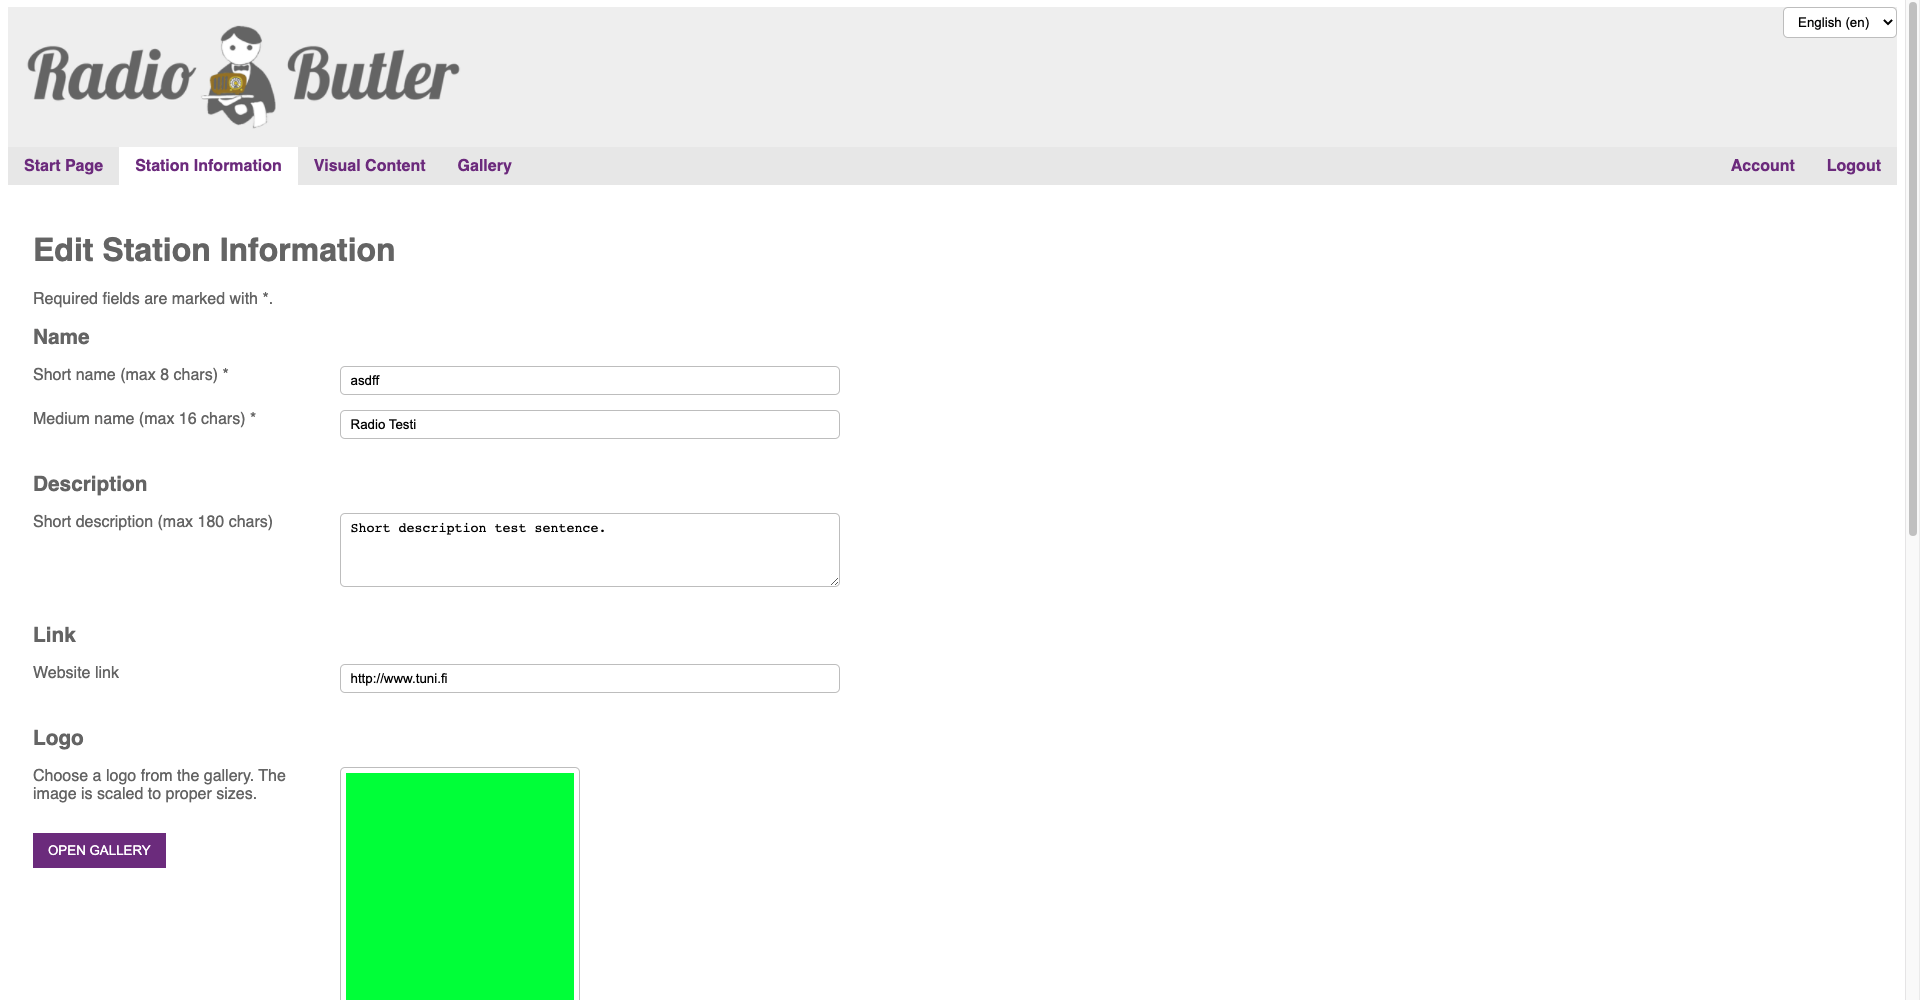 English (en)
Radio Butler
Start Page Station Information Visual Content Gallery Account Logout
Edit Station Information
Required fields are marked with *.
Name
Short name (max 8 chars) * asdff
Medium name (max 16 chars) * Radio Testi
Description
Short description (max 180 chars) Short description test sentence.
Link
Website link http://www.tuni.fi
Logo
Choose a logo from the gallery. The
image is scaled to proper sizes.
OPEN GALLERY